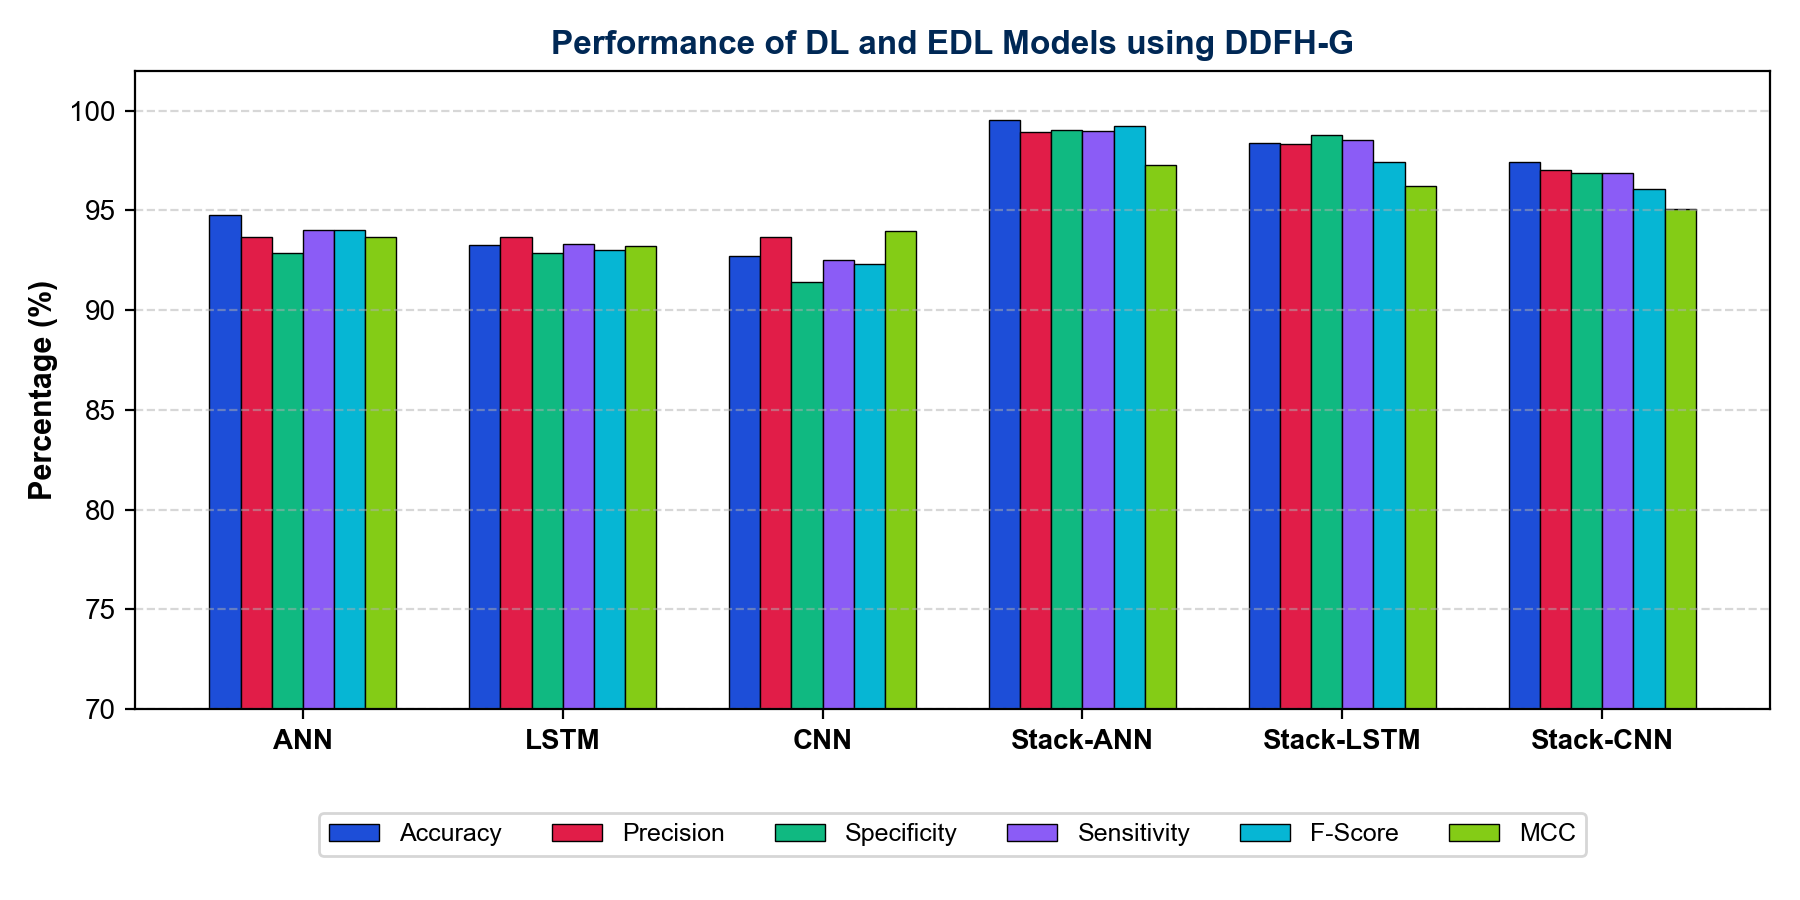 Performance of DL and EDL Models using DDFH-G
Percentage (%)
100
95
90
85
80
75
70
ANN LSTM CNN Stack-ANN Stack-LSTM Stack-CNN
Accuracy Precision Specificity Sensitivity F-Score MCC